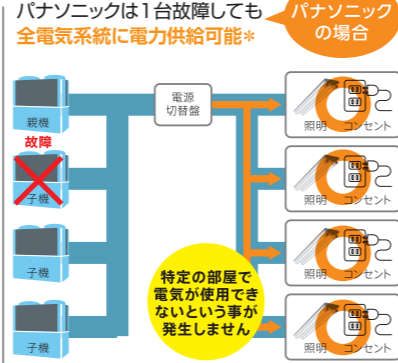 パナソニックは1台故障しても
全電気系統に電力供給可能*
パナソニック
の場合
電源
切替盤
親機
故障
子機
子機
子機
照明 コンセント
照明 コンセント
照明 コンセント
照明 コンセント
特定の部屋で
電気が使用でき
ないという事が
発生しません